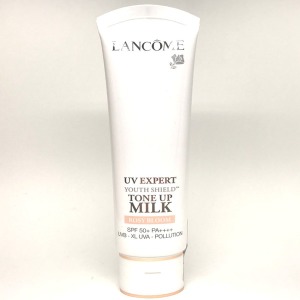 LANCÔME
UV EXPERT
YOUTH SHIELD™
TONE UP
MILK
ROSY BLOOM
SPF 50+ PA++++
UVB - XL UVA - POLLUTION